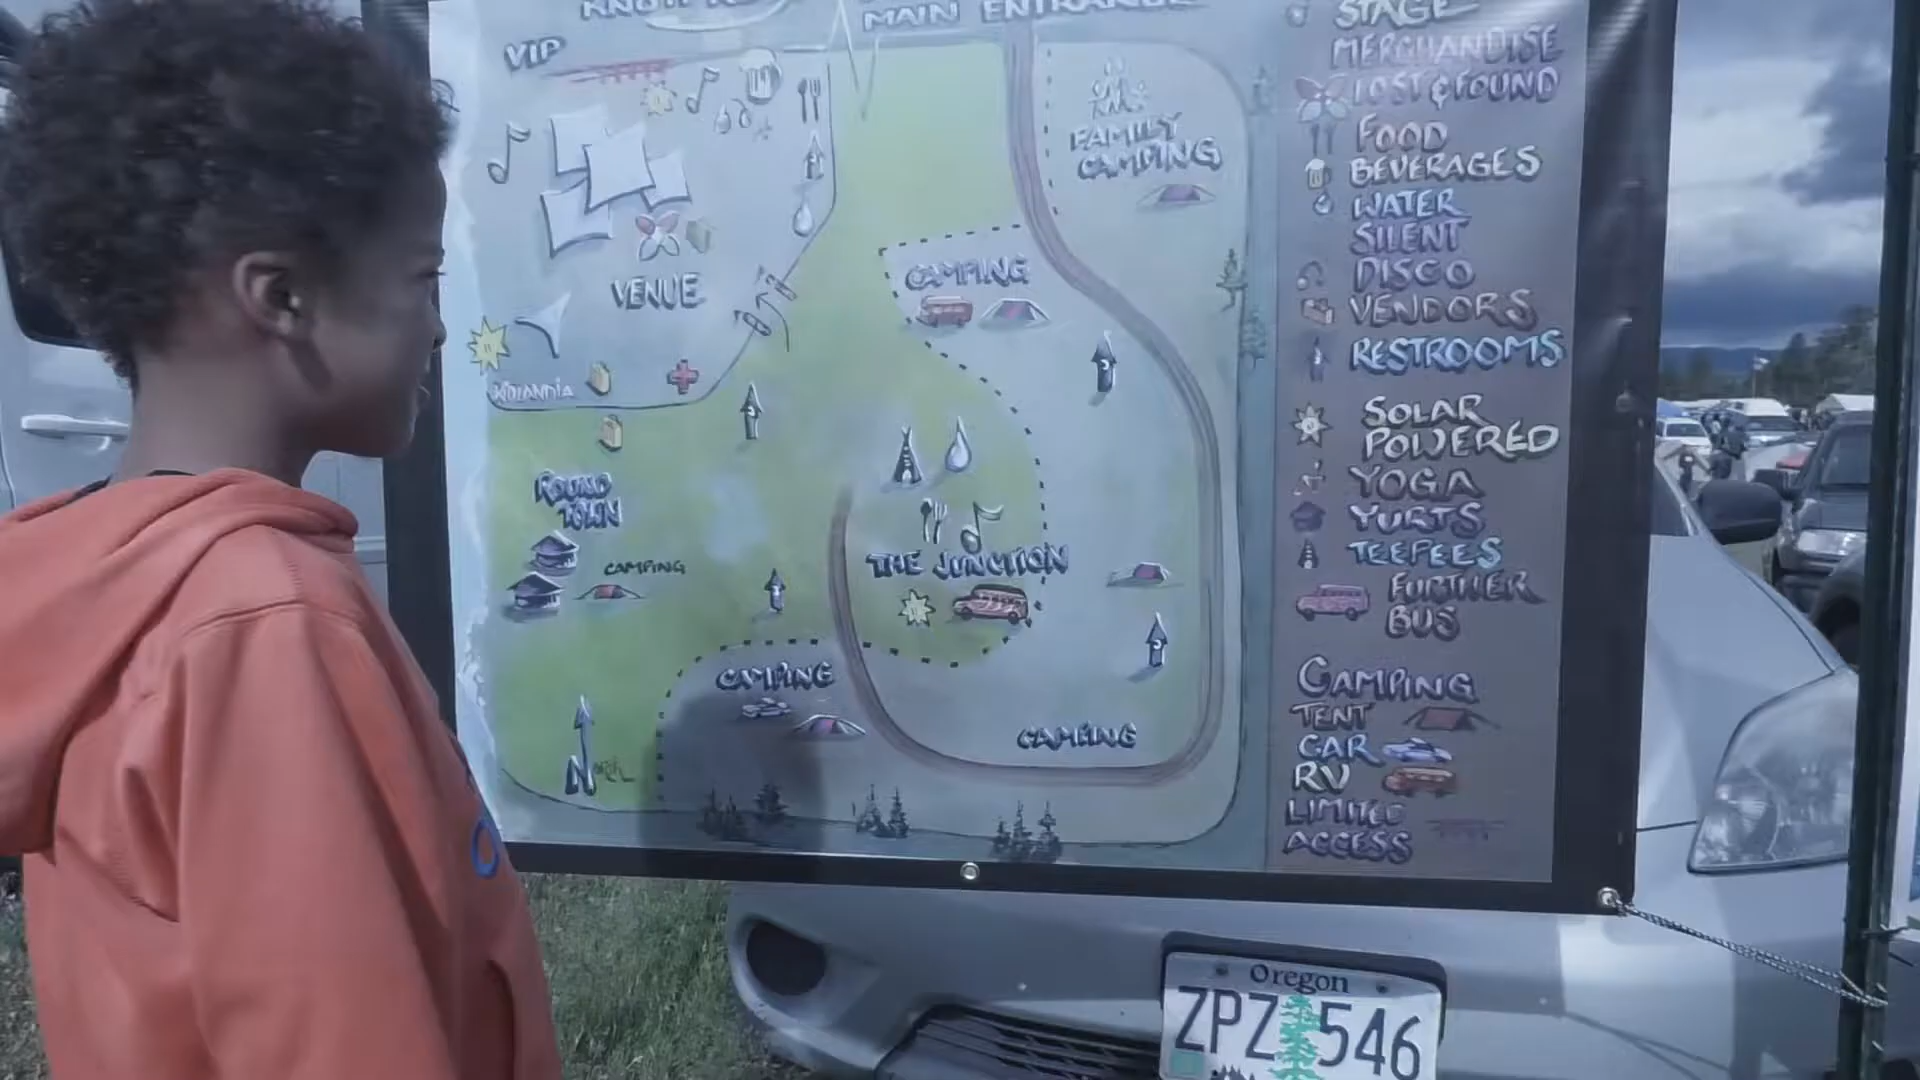 MAIN ENTRANCE
VIP
FAMILY
CAMPING
CAMPING
VENUE
KIDLANDIA
ROUND
TOWN
CAMPING
THE JUNCTION
CAMPING
CAMPING
N NORTH
STAGE
MERCHANDISE
LOST & FOUND
FOOD
BEVERAGES
WATER
SILENT
DISCO
VENDORS
RESTROOMS
SOLAR
POWERED
YOGA
YURTS
TEEPEES
FURTHER
BUS
CAMPING
TENT
CAR
RV
LIMITED
ACCESS
Oregon
ZPZ 546